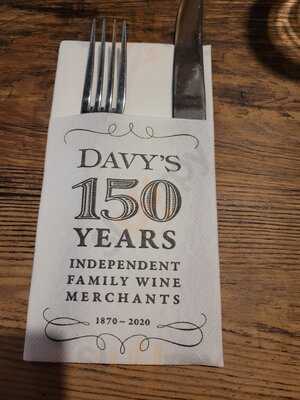 DAVY'S
150
YEARS
INDEPENDENT
FAMILY WINE
MERCHANTS
1870–2020